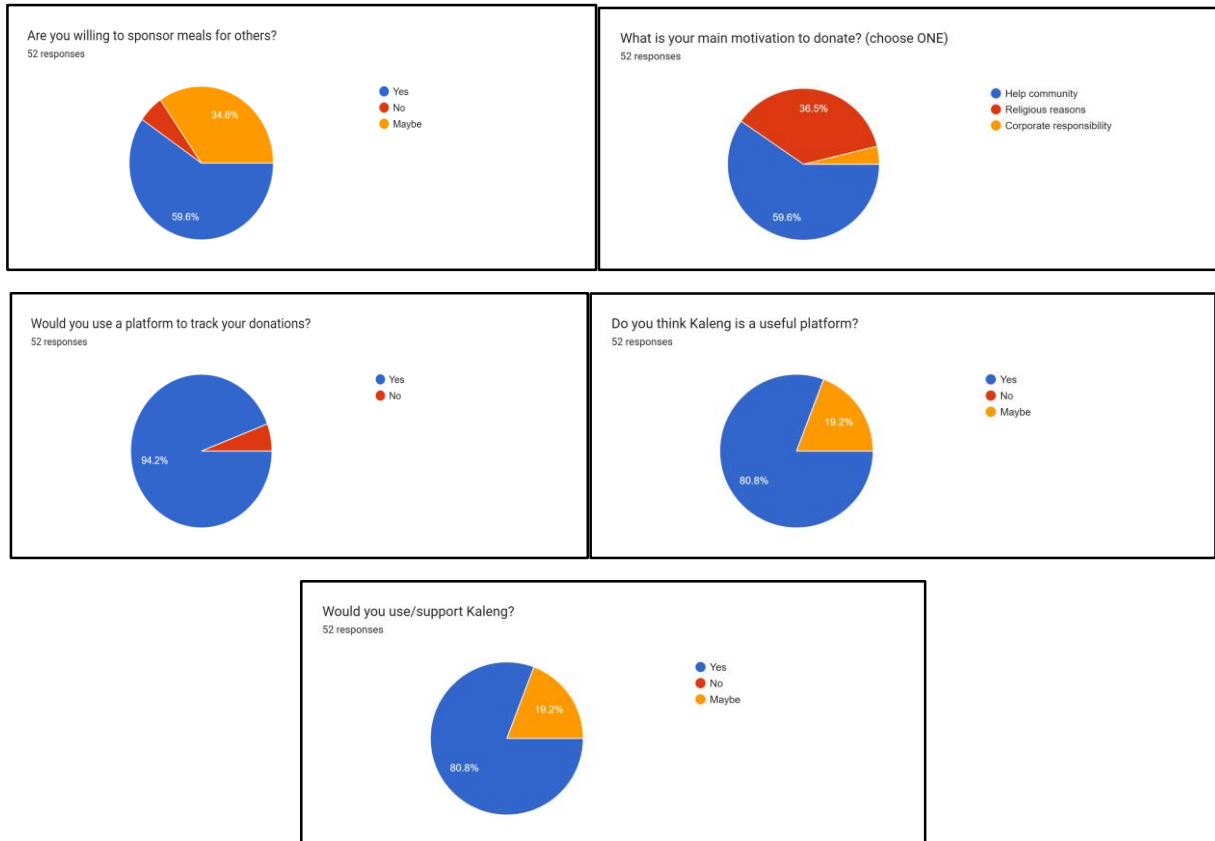 Are you willing to sponsor meals for others?
52 responses
Yes
No
Maybe
34.6%
59.6%
What is your main motivation to donate? (choose ONE)
52 responses
Help community
Religious reasons
Corporate responsibility
36.5%
59.6%
Would you use a platform to track your donations?
52 responses
Yes
No
94.2%
Do you think Kaleng is a useful platform?
52 responses
Yes
No
Maybe
19.2%
80.8%
Would you use/support Kaleng?
52 responses
Yes
No
Maybe
19.2%
80.8%